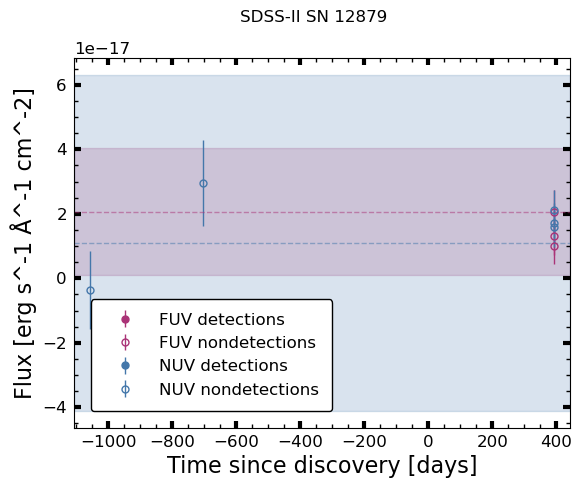 SDSS-II SN 12879
1e−17
Flux [erg s^-1 Å^-1 cm^-2]
6
4
2
0
−2
−4
FUV detections
FUV nondetections
NUV detections
NUV nondetections
−1000 −800 −600 −400 −200 0 200 400
Time since discovery [days]